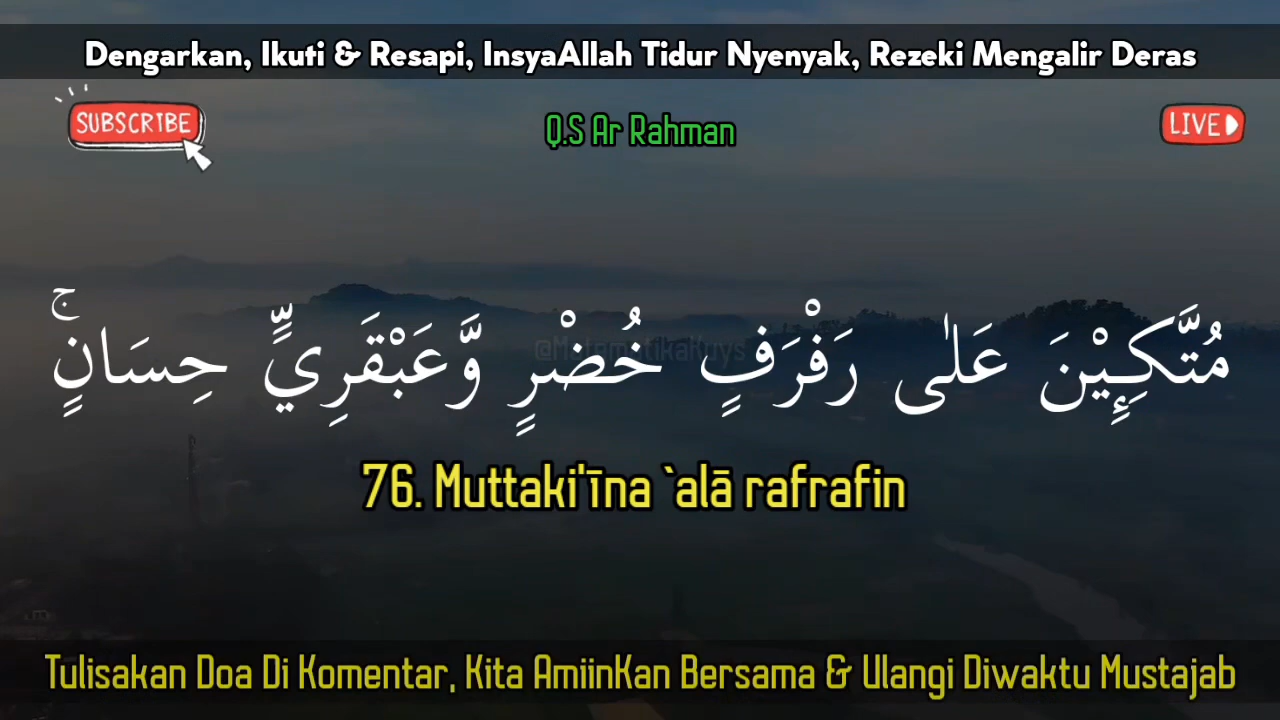 Dengarkan, Ikuti & Resapi, InsyaAllah Tidur Nyenyak, Rezeki Mengalir Deras
SUBSCRIBE
Q.S Ar Rahman
LIVE
مُتَّكِـِٕيْنَ عَلٰى رَفْرَفٍ خُضْرٍ وَّعَبْقَرِيٍّ حِسَانٍۚ
@MatematikaKuys
76. Muttaki'īna `alā rafrafin
Tulisakan Doa Di Komentar, Kita AmiinKan Bersama & Ulangi Diwaktu Mustajab